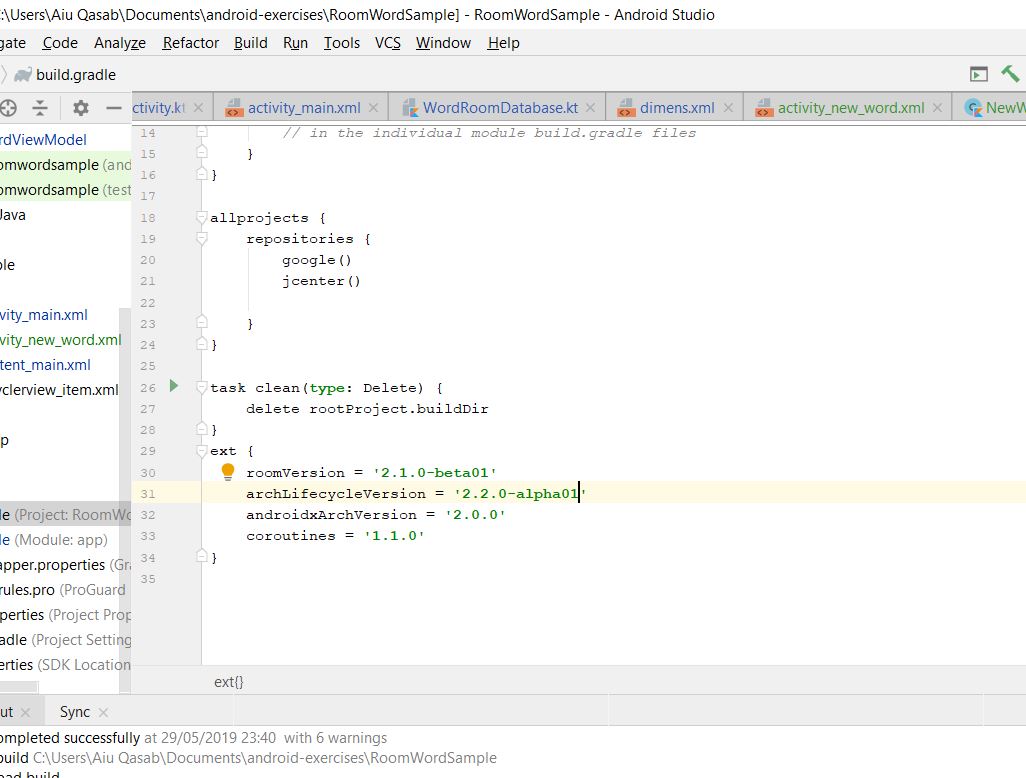 :\Users\Aiu Qasab\Documents\android-exercises\RoomWordSample] - RoomWordSample - Android Studio
gate Code Analyze Refactor Build Run Tools VCS Window Help
build.gradle
ctivity.kt activity_main.xml WordRoomDatabase.kt dimens.xml activity_new_word.xml NewW
rdViewModel
omwordsample (and
omwordsample (test
Java
ple
vity_main.xml
vity_new_word.xml
tent_main.xml
yclerview_item.xml
p
le (Project: RoomWo
le (Module: app)
apper.properties (Gra
rules.pro (ProGuard
perties (Project Prop
adle (Project Setting
erties (SDK Location
14 // in the individual module build.gradle files
15 }
16 }
17
18 allprojects {
19 repositories {
20 google()
21 jcenter()
22
23 }
24 }
25
26 task clean(type: Delete) {
27 delete rootProject.buildDir
28 }
29 ext {
30 roomVersion = '2.1.0-beta01'
31 archLifecycleVersion = '2.2.0-alpha01'
32 androidxArchVersion = '2.0.0'
33 coroutines = '1.1.0'
34 }
35
ext{}
ut Sync
ompleted successfully at 29/05/2019 23:40 with 6 warnings
build C:\Users\Aiu Qasab\Documents\android-exercises\RoomWordSample
oad build